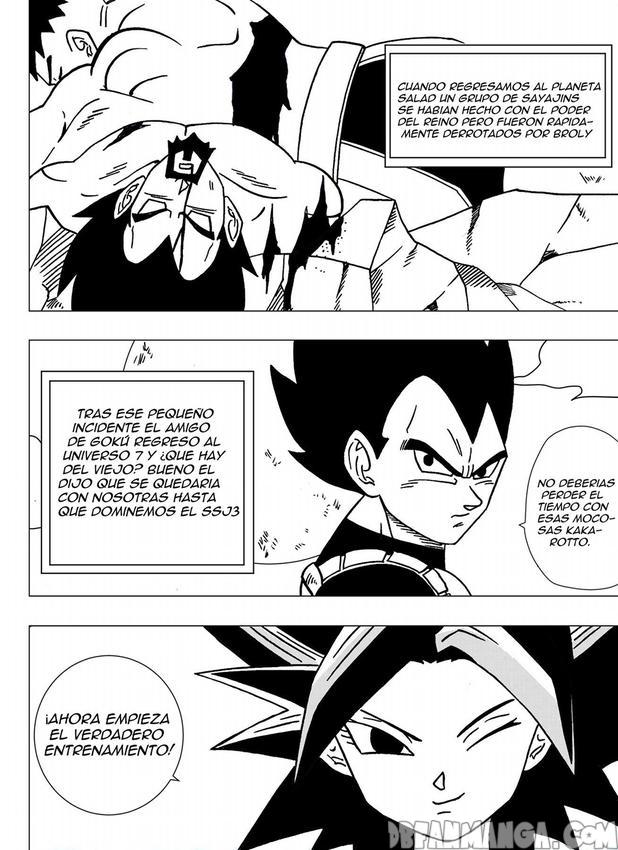 CUANDO REGRESAMOS AL PLANETA
SALAD UN GRUPO DE SAYAJINS
SE HABIAN HECHO CON EL PODER
DEL REINO PERO FUERON RAPIDA-
MENTE DERROTADOS POR BROLY
TRAS ESE PEQUEÑO
INCIDENTE EL AMIGO
DE GOKÚ REGRESO AL
UNIVERSO 7 Y ¿QUE HAY
DEL VIEJO? BUENO EL
DIJO QUE SE QUEDARIA
CON NOSOTRAS HASTA
QUE DOMINEMOS EL SSJ3
NO DEBERIAS
PERDER EL
TIEMPO CON
ESAS MOCO-
SAS KAKA-
ROTTO.
¡AHORA EMPIEZA
EL VERDADERO
ENTRENAMIENTO!
DBFANMANGA.COM